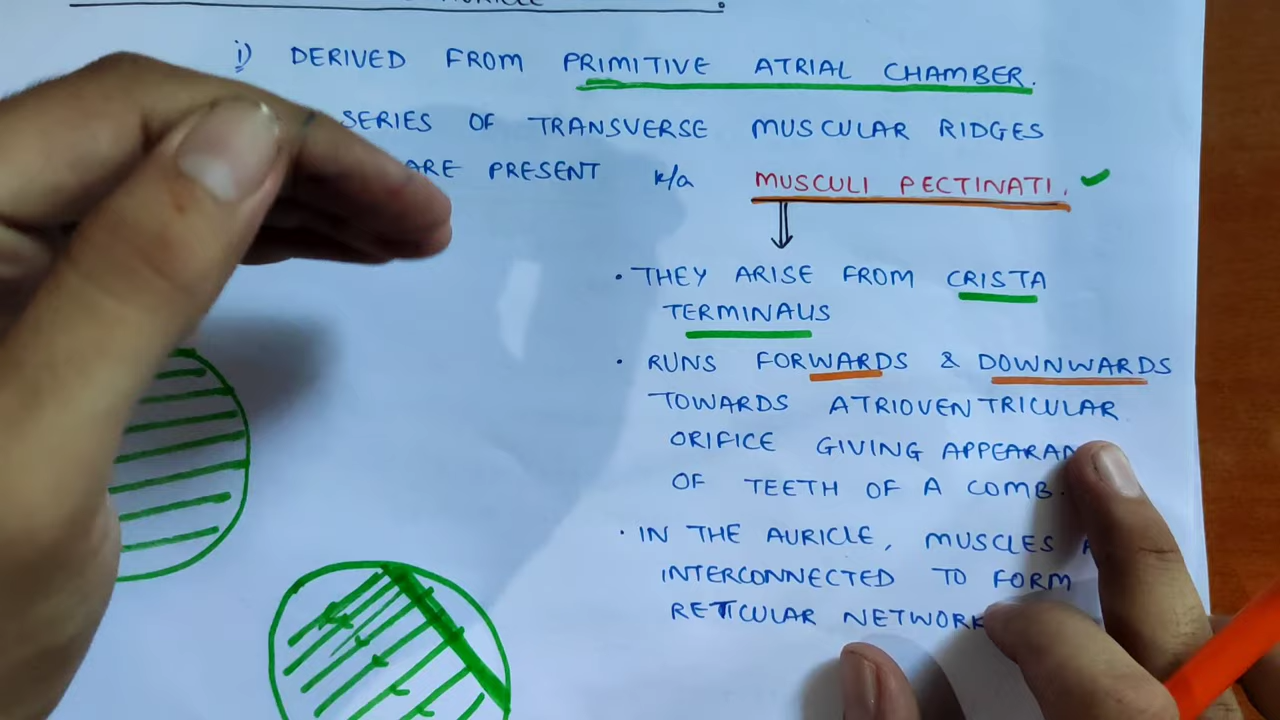 i) DERIVED FROM PRIMITIVE ATRIAL CHAMBER.
SERIES OF TRANSVERSE MUSCULAR RIDGES
ARE PRESENT k/a MUSCULI PECTINATI.
• THEY ARISE FROM CRISTA
TERMINALIS
• RUNS FORWARDS & DOWNWARDS
TOWARDS ATRIOVENTRICULAR
ORIFICE GIVING
OF TEETH OF A COMB.
• IN THE AURICLE, MUSCLES
INTERCONNECTED TO FORM
RETICULAR NETWORK